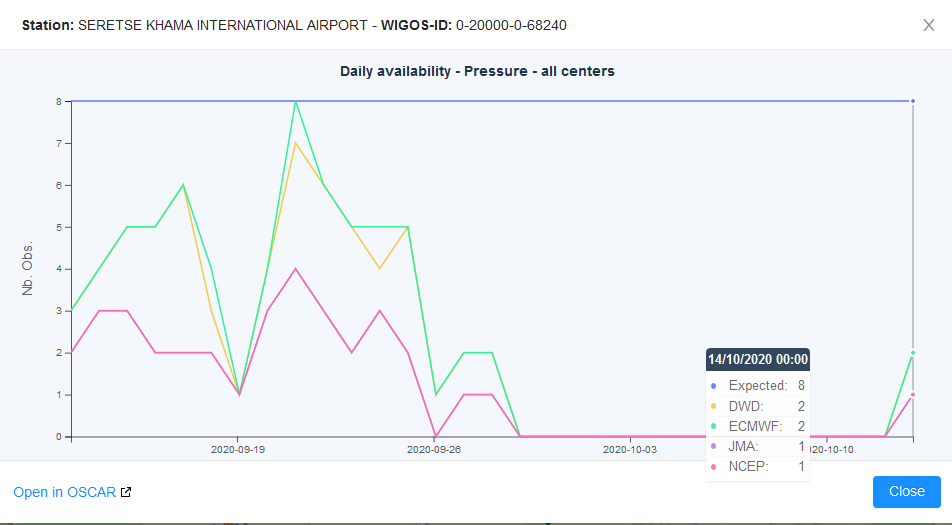 Station: SERETSE KHAMA INTERNATIONAL AIRPORT - WIGOS-ID: 0-20000-0-68240
Daily availability - Pressure - all centers
Nb. Obs.
8
7
6
5
4
3
2
1
0
14/10/2020 00:00
Expected: 8
DWD: 2
ECMWF: 2
JMA: 1
NCEP: 1
2020-09-19 2020-09-26 2020-10-03 2020-10-10
Open in OSCAR
Close